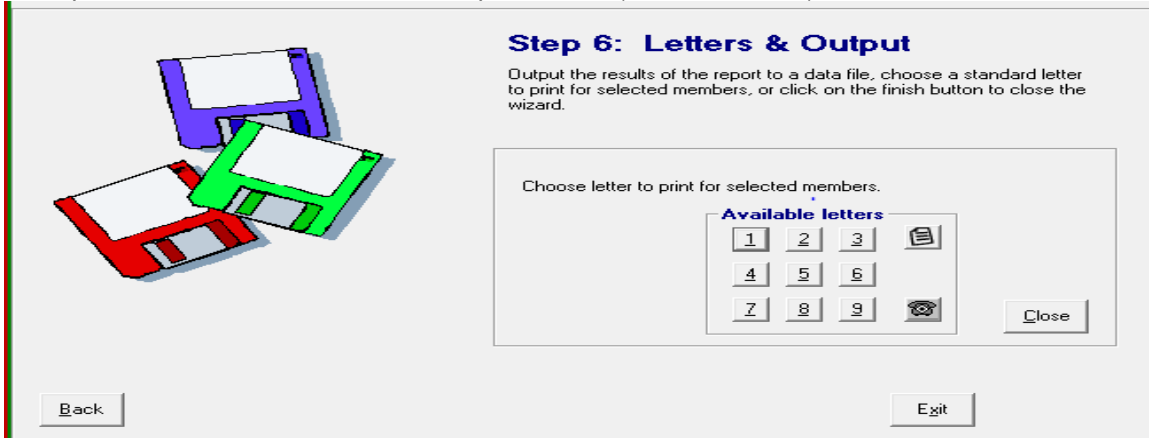 Step 6: Letters & Output
Output the results of the report to a data file, choose a standard letter
to print for selected members, or click on the finish button to close the
wizard.
Choose letter to print for selected members.
Available letters
1 2 3
4 5 6
7 8 9
Close
Back
Exit